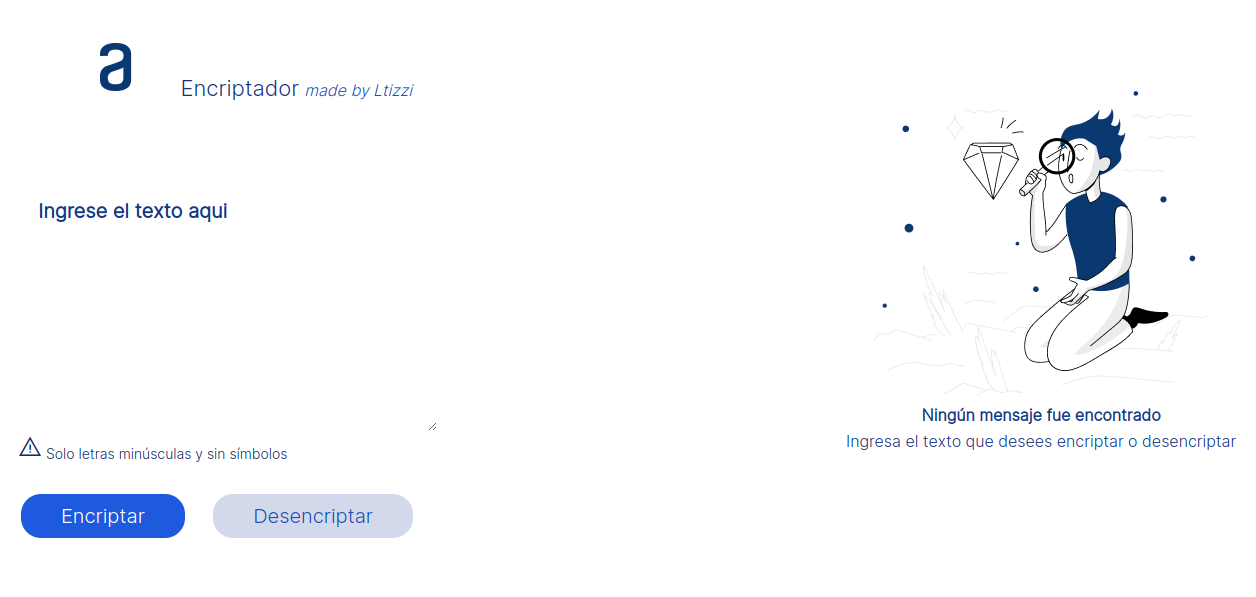 a
Encriptador made by Ltizzi
Ingrese el texto aqui
Solo letras minúsculas y sin símbolos
Encriptar
Desencriptar
Ningún mensaje fue encontrado
Ingresa el texto que desees encriptar o desencriptar